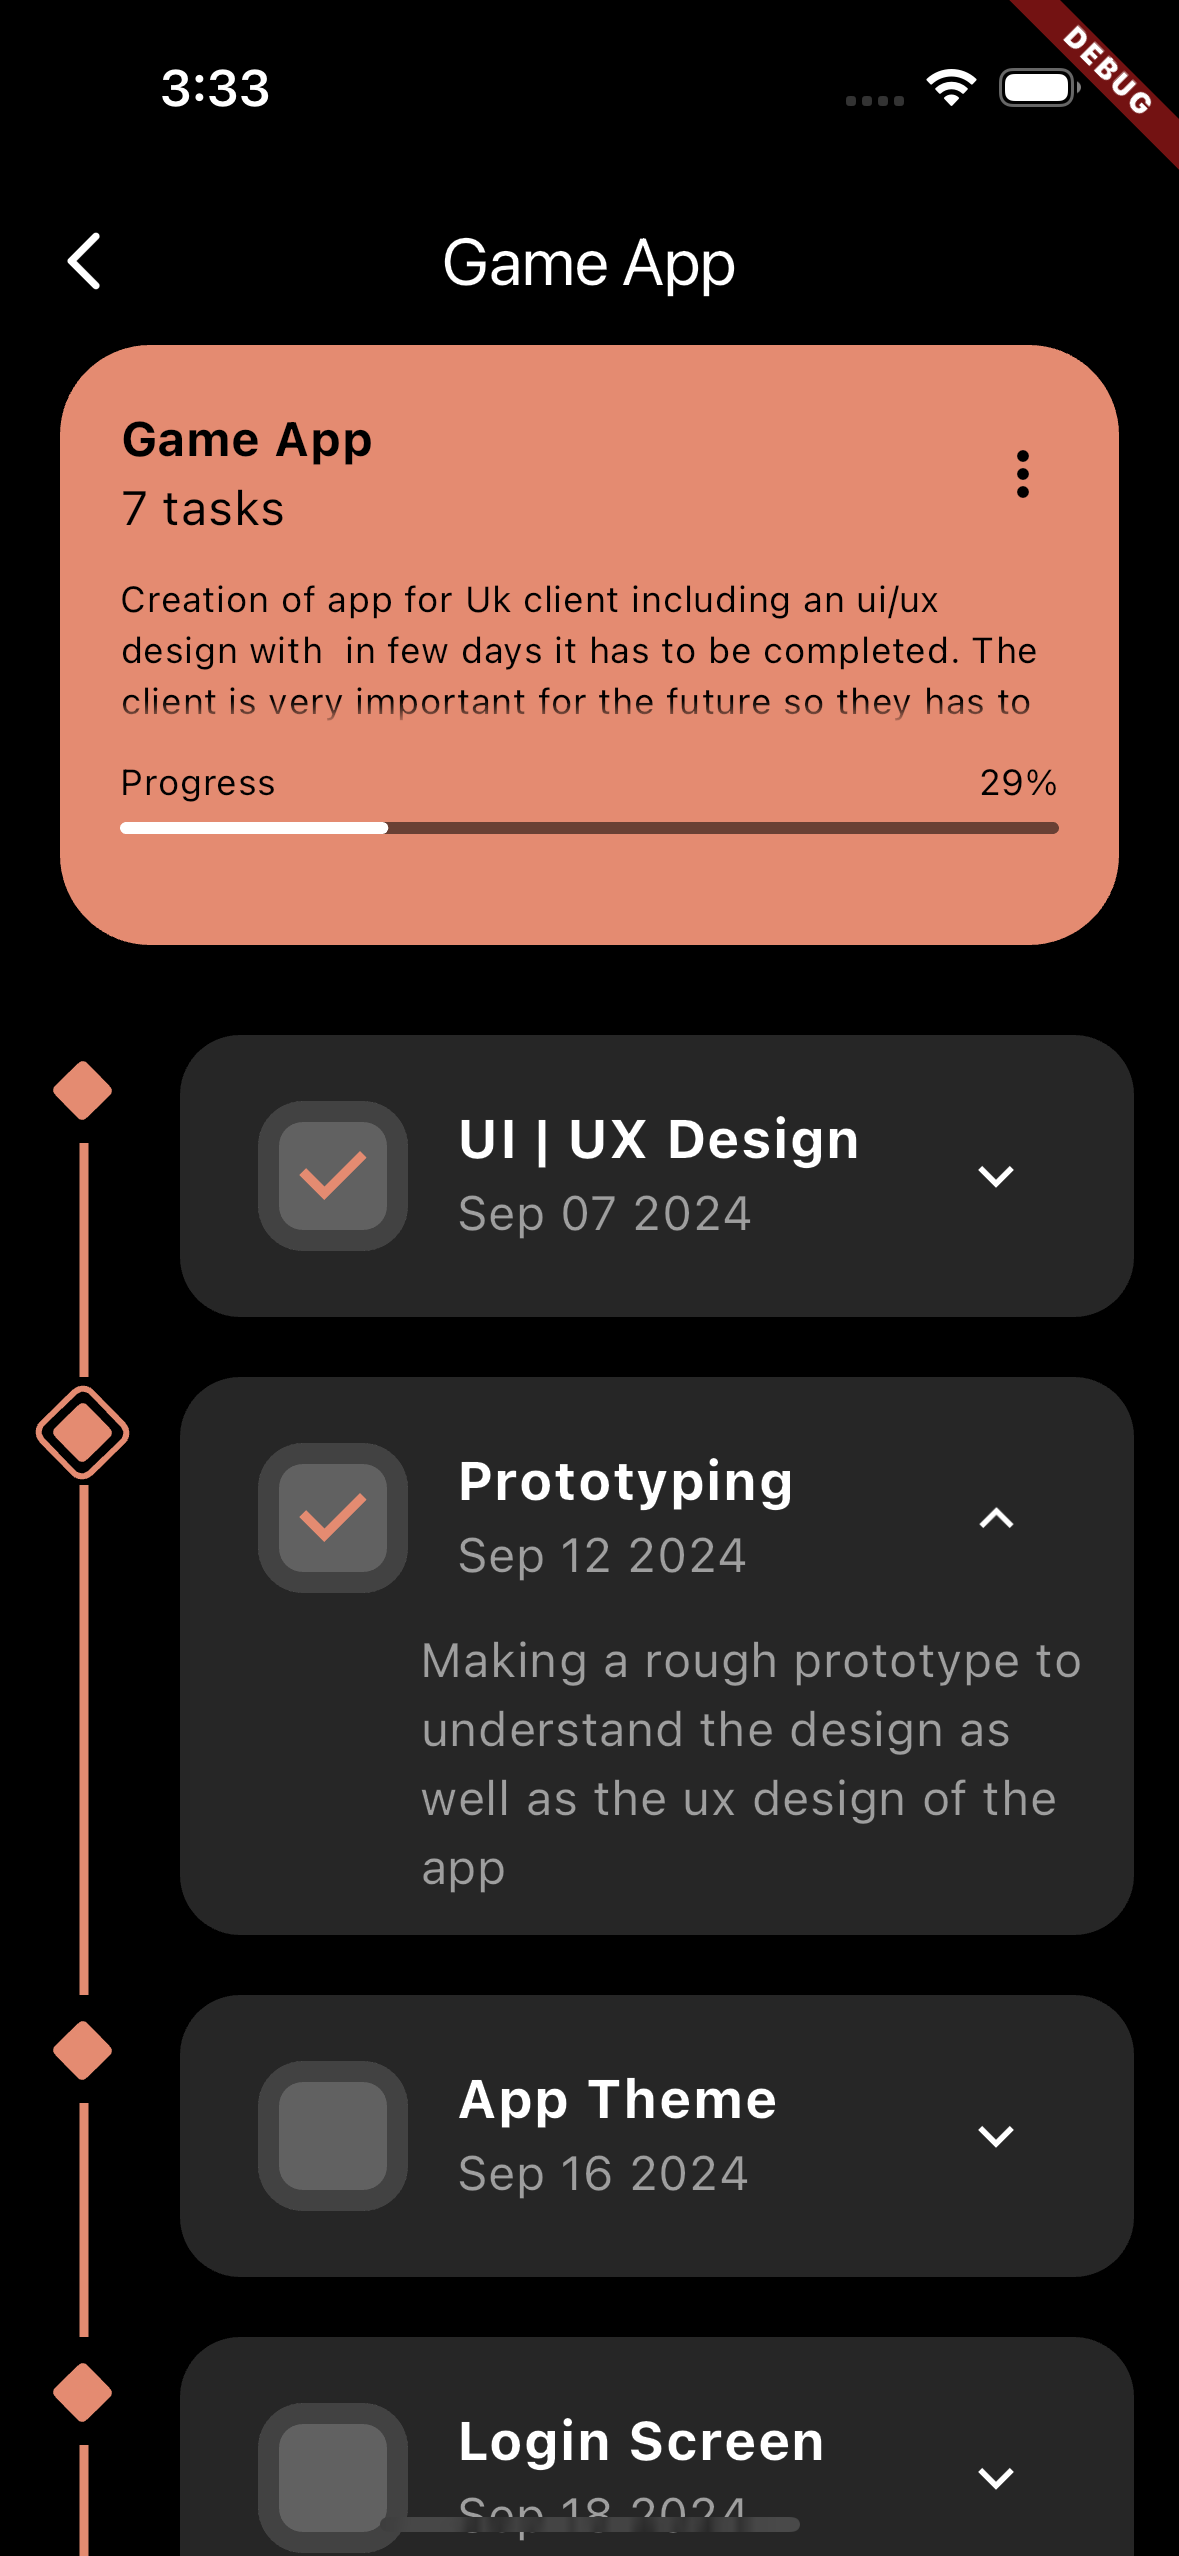 3:33
DEBUG
Game App
Game App
7 tasks
Creation of app for Uk client including an ui/ux
design with  in few days it has to be completed. The
client is very important for the future so they has to
Progress 29%
UI | UX Design
Sep 07 2024
Prototyping
Sep 12 2024
Making a rough prototype to
understand the design as
well as the ux design of the
app
App Theme
Sep 16 2024
Login Screen
Sep 18 2024